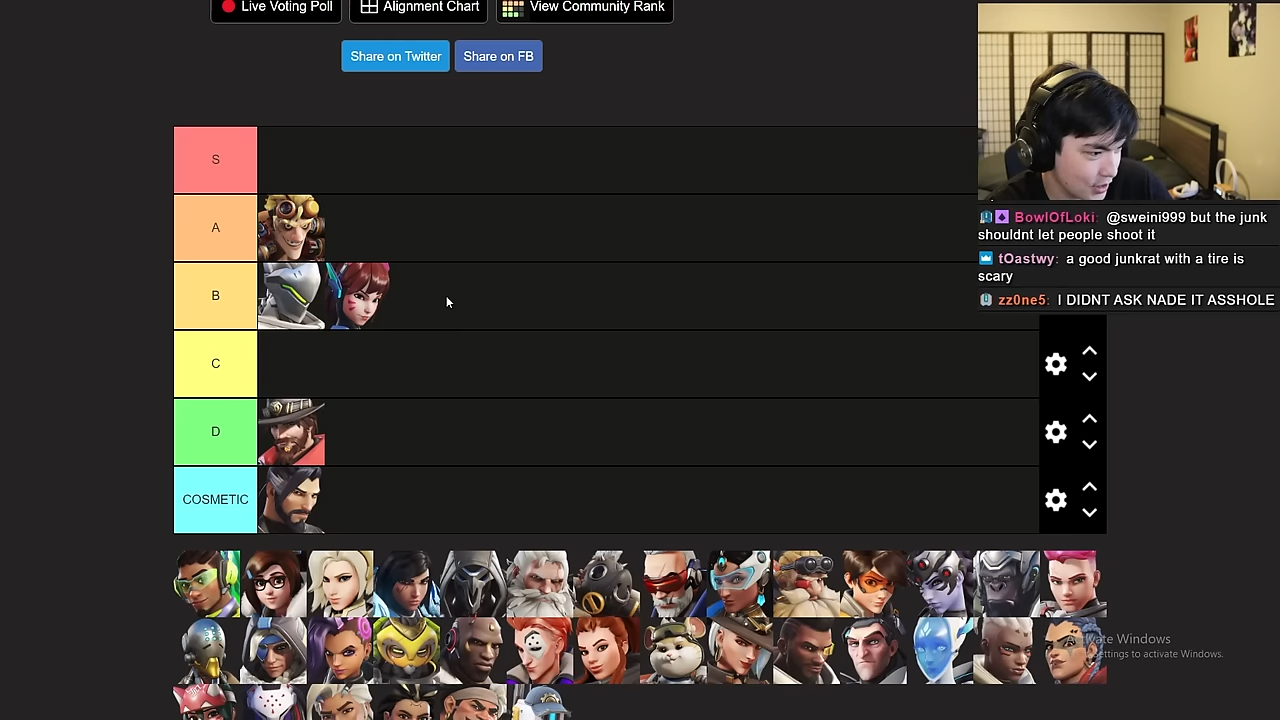 Live Voting Poll
Alignment Chart
View Community Rank
Share on Twitter
Share on FB
S
A
B
C
D
COSMETIC
BowlOfLoki: @sweini999 but the junk
shouldnt let people shoot it
tOastwy: a good junkrat with a tire is
scary
zz0ne5: I DIDNT ASK NADE IT ASSHOLE
Activate Windows
Settings to activate Windows.